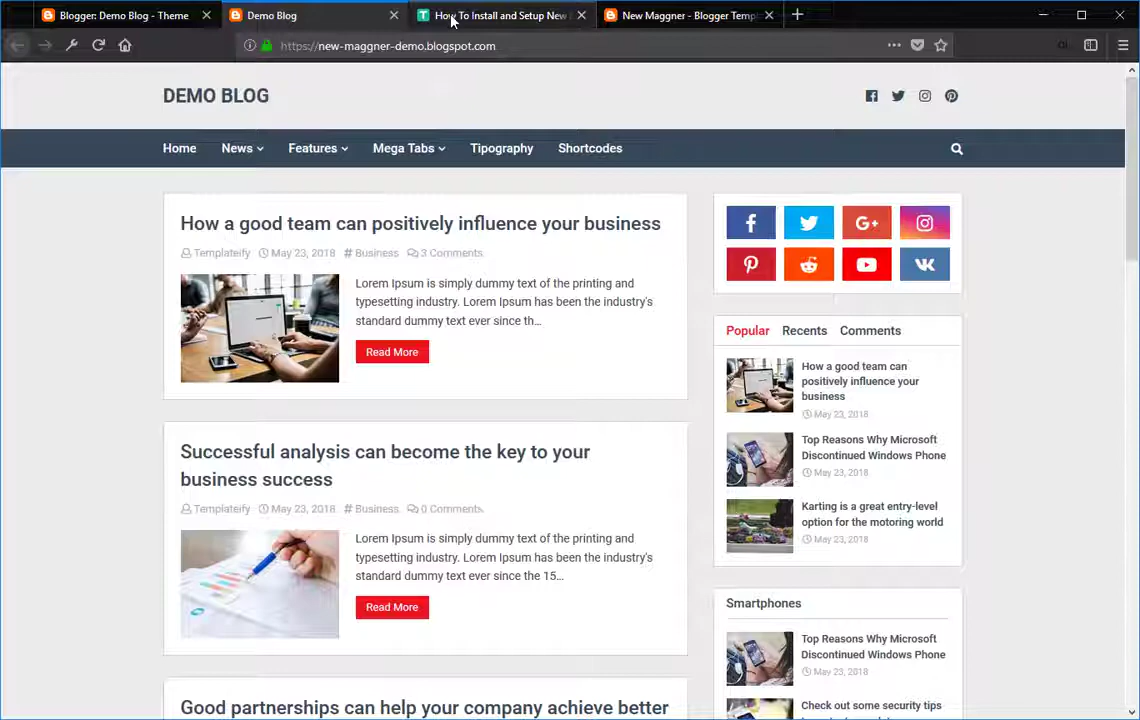 Blogger: Demo Blog - Theme
Demo Blog
How To Install and Setup New
New Maggner - Blogger Temp
https://new-maggner-demo.blogspot.com
DEMO BLOG
Home News Features Mega Tabs Tipography Shortcodes
How a good team can positively influence your business
Templateify May 23, 2018 # Business 3 Comments
Lorem Ipsum is simply dummy text of the printing and
typesetting industry. Lorem Ipsum has been the industry's
standard dummy text ever since th...
Read More
Successful analysis can become the key to your
business success
Templateify May 23, 2018 # Business 0 Comments
Lorem Ipsum is simply dummy text of the printing and
typesetting industry. Lorem Ipsum has been the industry's
standard dummy text ever since the 15...
Read More
Good partnerships can help your company achieve better
Popular Recents Comments
How a good team can
positively influence your
business
May 23, 2018
Top Reasons Why Microsoft
Discontinued Windows Phone
May 23, 2018
Karting is a great entry-level
option for the motoring world
May 23, 2018
Smartphones
Top Reasons Why Microsoft
Discontinued Windows Phone
May 23, 2018
Check out some security tips